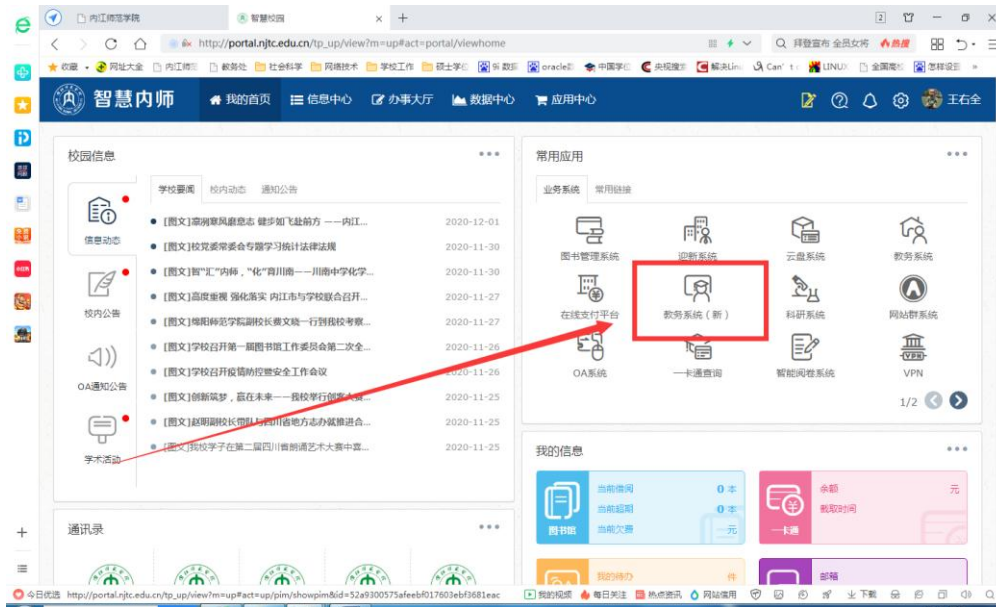 内江师范学院
智慧校园
2
http://portal.njtc.edu.cn/tp_up/view?m=up#act=portal/viewhome
拜登宣布 全员女将
热搜
收藏
网址大全
内江师范
教务处
社会科学
网络技术
学校工作
硕士学位
oracle
中国学位
央视搜
解决Linu
Can' t
LINUX
全国高校
怎样设置
智慧内师
我的首页
信息中心
办事大厅
数据中心
应用中心
王右全
校园信息
信息动态
校内公告
OA通知公告
学术活动
学校要闻 校内动态 通知公告
[图文]凛冽寒风磨意志 健步如飞赴前方 ——内江... 2020-12-01
[图文]校党委常委会专题学习统计法律法规 2020-11-30
[图文]智“汇”内师，“化”育川南——川南中学化学... 2020-11-30
[图文]高度重视 强化落实 内江市与学校联合召开... 2020-11-27
[图文]绵阳师范学院副校长费文晓一行到我校考察... 2020-11-27
[图文]学校召开第一届图书馆工作委员会第二次全... 2020-11-26
[图文]学校召开疫情防控暨安全工作会议 2020-11-26
[图文]创新筑梦，赢在未来——我校举行创客大赛... 2020-11-25
[图文]赵明副校长带队与四川省地方志办就推进合... 2020-11-25
[图文]我校学子在第二届四川省朗诵艺术大赛中喜... 2020-11-25
常用应用
业务系统 常用链接
图书管理系统 迎新系统 云盘系统 教务系统
在线支付平台 教务系统（新） 科研系统 网站群系统
OA系统 一卡通查询 智能阅卷系统 VPN
1/2
我的信息
图书馆
当前借阅 0 本
当前超期 0 本
当前欠费 元
一卡通
余额 元
截取时间
我的待办 件
邮箱
通讯录
今日优选
http://portal.njtc.edu.cn/tp_up/view?m=up#act=up/pim/showpim&id=52a9300575afeebf017603ebf3681eac
我的视频
每日关注
热点资讯
网站信用
下载